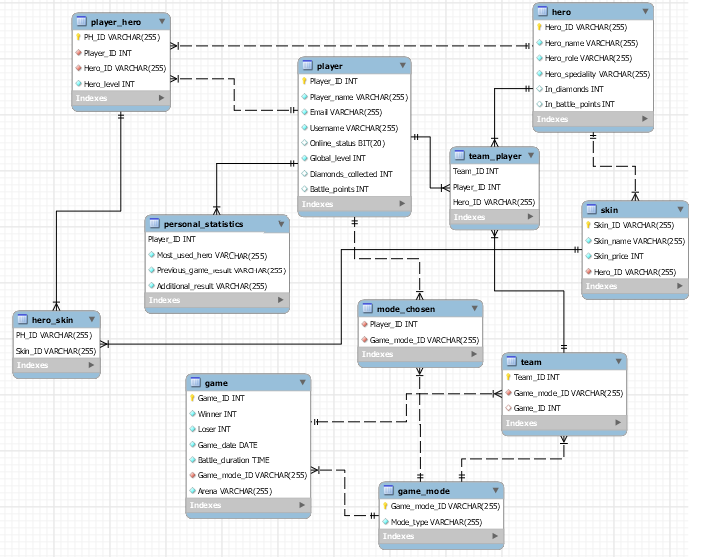 player_hero
PH_ID VARCHAR(255)
Player_ID INT
Hero_ID VARCHAR(255)
Hero_level INT
Indexes
hero
Hero_ID VARCHAR(255)
Hero_name VARCHAR(255)
Hero_role VARCHAR(255)
Hero_speciality VARCHAR(255)
In_diamonds INT
In_battle_points INT
Indexes
player
Player_ID INT
Player_name VARCHAR(255)
Email VARCHAR(255)
Username VARCHAR(255)
Online_status BIT(20)
Global_level INT
Diamonds_collected INT
Battle_points INT
Indexes
team_player
Team_ID INT
Player_ID INT
Hero_ID VARCHAR(255)
Indexes
personal_statistics
Player_ID INT
Most_used_hero VARCHAR(255)
Previous_game_result VARCHAR(255)
Additional_result VARCHAR(255)
Indexes
skin
Skin_ID VARCHAR(255)
Skin_name VARCHAR(255)
Skin_price INT
Hero_ID VARCHAR(255)
Indexes
hero_skin
PH_ID VARCHAR(255)
Skin_ID VARCHAR(255)
Indexes
mode_chosen
Player_ID INT
Game_mode_ID VARCHAR(255)
Indexes
game
Game_ID INT
Winner INT
Loser INT
Game_date DATE
Battle_duration TIME
Game_mode_ID VARCHAR(255)
Arena VARCHAR(255)
Indexes
team
Team_ID INT
Game_mode_ID VARCHAR(255)
Game_ID INT
Indexes
game_mode
Game_mode_ID VARCHAR(255)
Mode_type VARCHAR(255)
Indexes